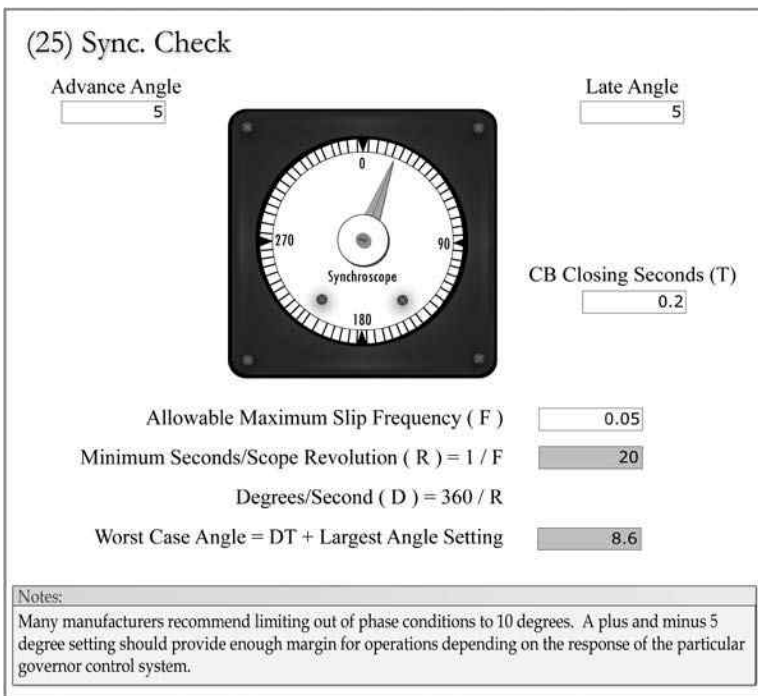 (25) Sync. Check
Advance Angle
5
Late Angle
5
0
270
90
Synchroscope
180
CB Closing Seconds (T)
0.2
Allowable Maximum Slip Frequency ( F )
0.05
Minimum Seconds/Scope Revolution ( R ) = 1 / F
20
Degrees/Second ( D ) = 360 / R
Worst Case Angle = DT + Largest Angle Setting
8.6
Notes:
Many manufacturers recommend limiting out of phase conditions to 10 degrees. A plus and minus 5
degree setting should provide enough margin for operations depending on the response of the particular
governor control system.